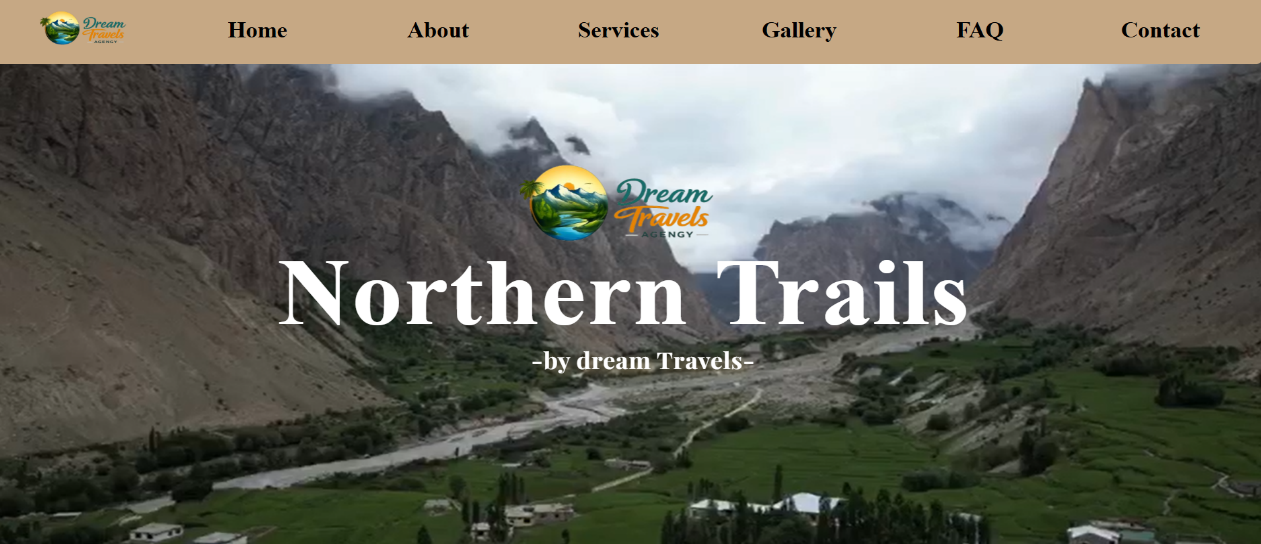 Dream
Travels
AGENCY
Home
About
Services
Gallery
FAQ
Contact
Dream
Travels
AGENGY
Northern Trails
-by dream Travels-